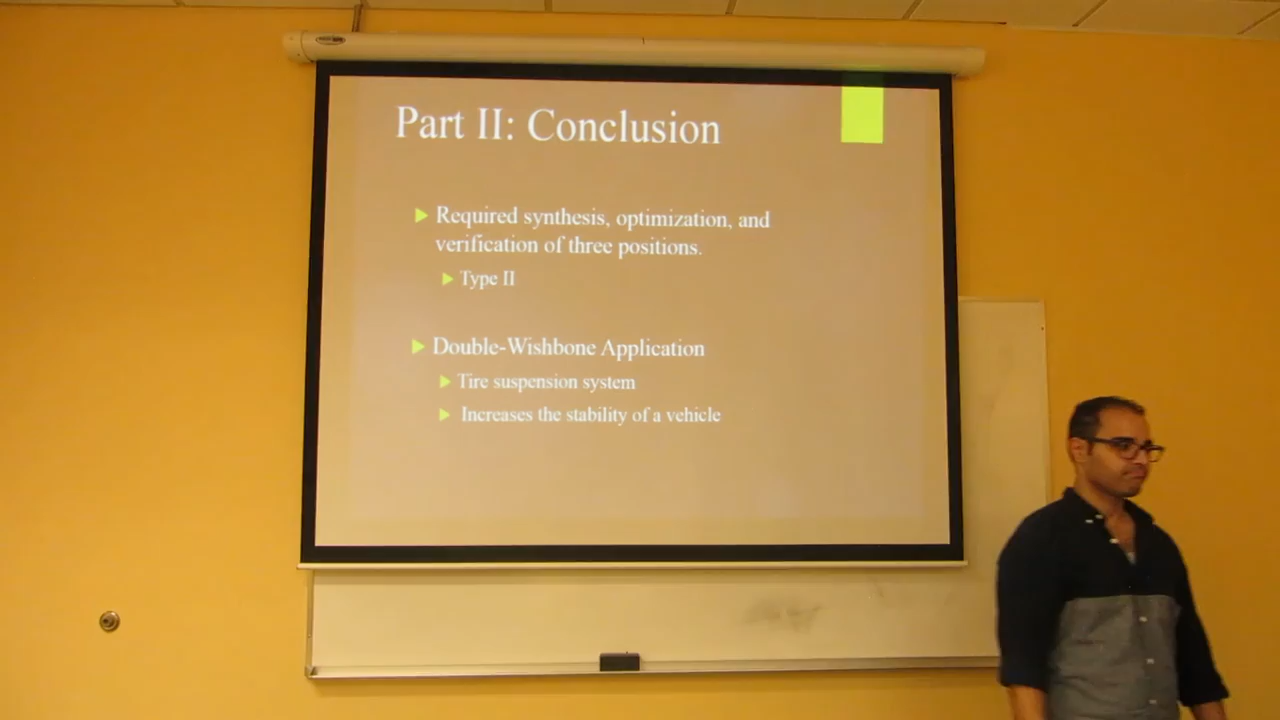 Part II: Conclusion
Required synthesis, optimization, and
verification of three positions.
Type II
Double-Wishbone Application
Tire suspension system
Increases the stability of a vehicle